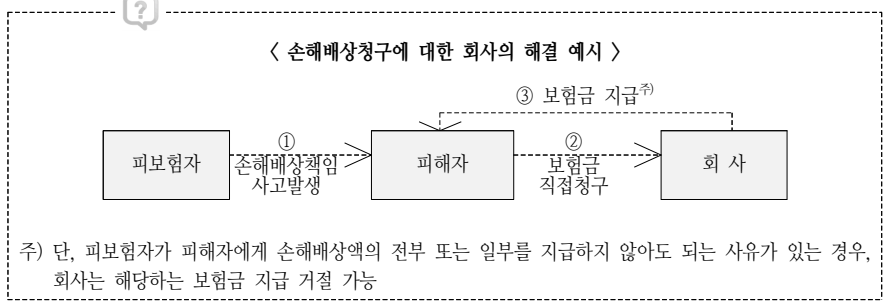 ?
〈 손해배상청구에 대한 회사의 해결 예시 〉
③ 보험금 지급주)
피보험자
①
손해배상책임
사고발생
피해자
②
보험금
직접청구
회 사
주) 단, 피보험자가 피해자에게 손해배상액의 전부 또는 일부를 지급하지 않아도 되는 사유가 있는 경우,
회사는 해당하는 보험금 지급 거절 가능